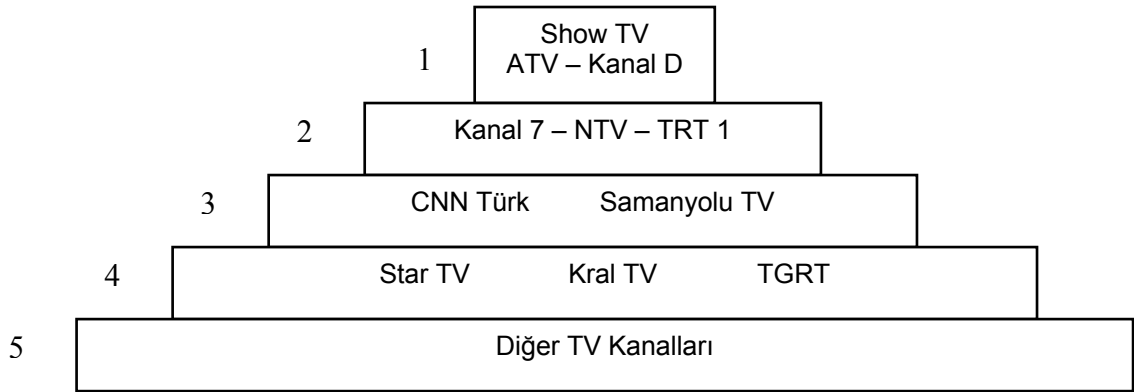 1
Show TV
ATV – Kanal D
2
Kanal 7 – NTV – TRT 1
3
CNN Türk Samanyolu TV
4
Star TV Kral TV TGRT
5
Diğer TV Kanalları